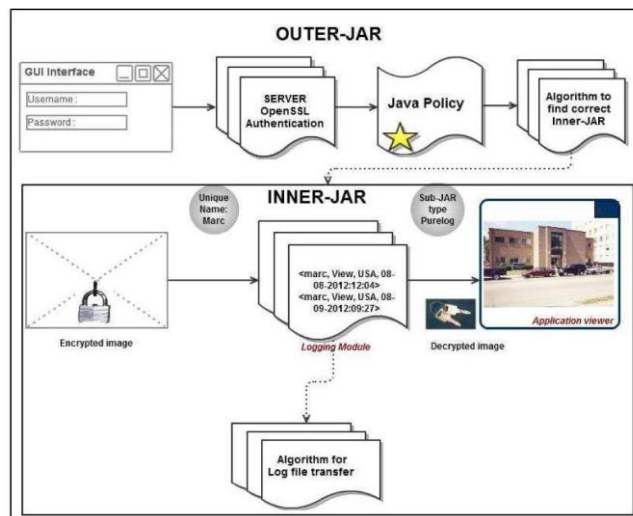 OUTER-JAR
GUI Interface
Username :
Password :
SERVER
OpenSSL
Authentication
Java Policy
Algorithm to
find correct
Inner-JAR
Unique
Name:
Marc
INNER-JAR
Sub-JAR
type
Purelog
<marc, View, USA, 08-
08-2012:12:04>
<marc, View, USA, 08-
09-2012:09:27>
Logging Module
Encrypted image
Decrypted image
Application viewer
Algorithm for
Log file transfer